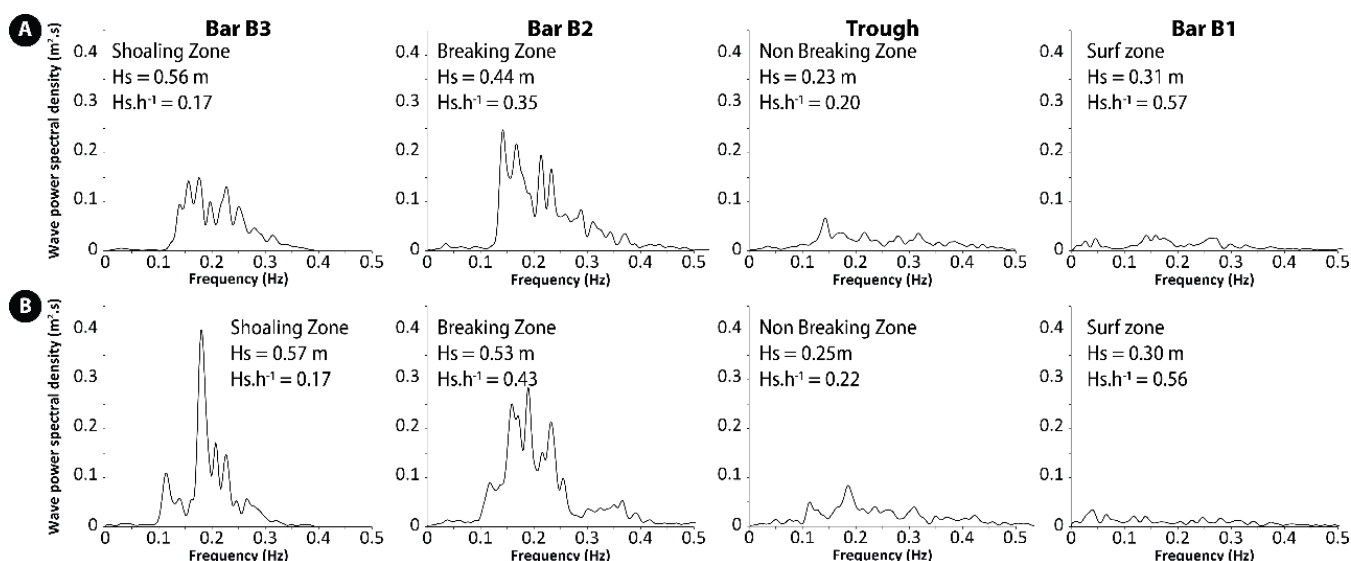 A
Bar B3
Bar B2
Trough
Bar B1
Wave power spectral density (m².s)
0.4
0.3
0.2
0.1
0
Shoaling Zone
Hs = 0.56 m
Hs.h⁻¹ = 0.17
0 0.1 0.2 0.3 0.4 0.5
Frequency (Hz)
0.4
0.3
0.2
0.1
0
Breaking Zone
Hs = 0.44 m
Hs.h⁻¹ = 0.35
0 0.1 0.2 0.3 0.4 0.5
Frequency (Hz)
0.4
0.3
0.2
0.1
0
Non Breaking Zone
Hs = 0.23 m
Hs.h⁻¹ = 0.20
0 0.1 0.2 0.3 0.4 0.5
Frequency (Hz)
0.4
0.3
0.2
0.1
0
Surf zone
Hs = 0.31 m
Hs.h⁻¹ = 0.57
0 0.1 0.2 0.3 0.4 0.5
Frequency (Hz)
B
Wave power spectral density (m².s)
0.4
0.3
0.2
0.1
0
Shoaling Zone
Hs = 0.57 m
Hs.h⁻¹ = 0.17
0 0.1 0.2 0.3 0.4 0.5
Frequency (Hz)
0.4
0.3
0.2
0.1
0
Breaking Zone
Hs = 0.53 m
Hs.h⁻¹ = 0.43
0 0.1 0.2 0.3 0.4 0.5
Frequency (Hz)
0.4
0.3
0.2
0.1
0
Non Breaking Zone
Hs = 0.25m
Hs.h⁻¹ = 0.22
0 0.1 0.2 0.3 0.4 0.5
Frequency (Hz)
0.4
0.3
0.2
0.1
0
Surf zone
Hs = 0.30 m
Hs.h⁻¹ = 0.56
0 0.1 0.2 0.3 0.4 0.5
Frequency (Hz)